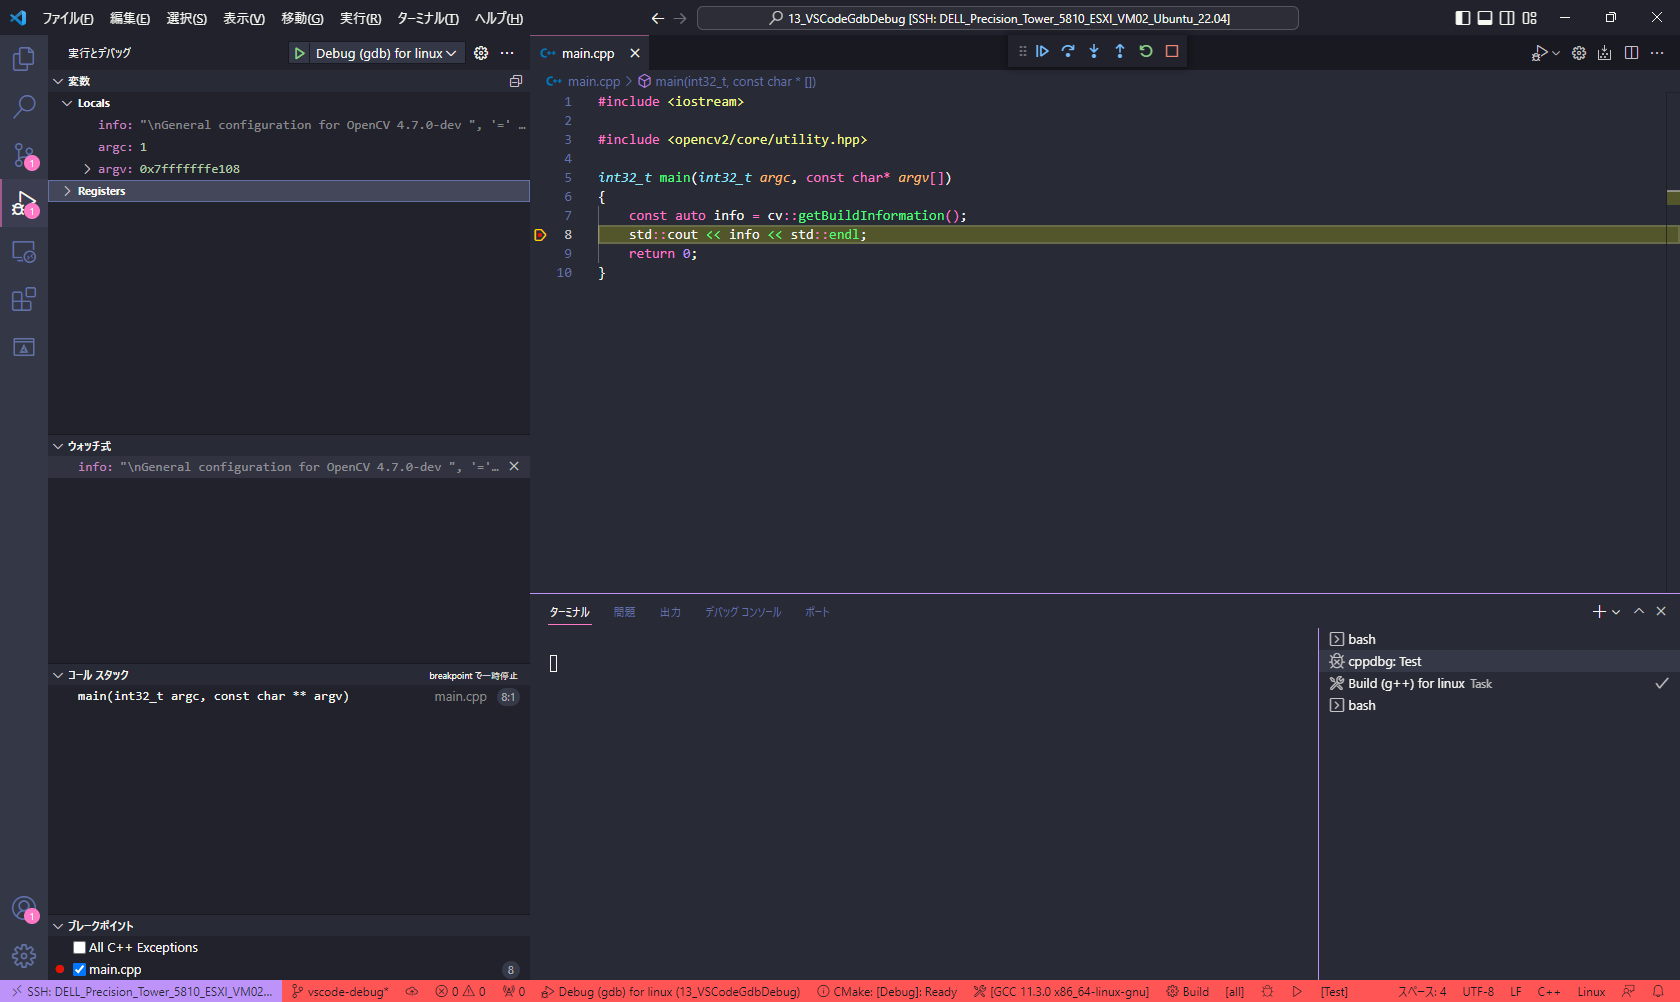 ファイル(F) 編集(E) 選択(S) 表示(V) 移動(G) 実行(R) ターミナル(T) ヘルプ(H)
13_VSCodeGdbDebug [SSH: DELL_Precision_Tower_5810_ESXI_VM02_Ubuntu_22.04]
実行とデバッグ
Debug (gdb) for linux
変数
Locals
info: "\nGeneral configuration for OpenCV 4.7.0-dev ", '=' …
argc: 1
argv: 0x7fffffffe108
Registers
ウォッチ式
info: "\nGeneral configuration for OpenCV 4.7.0-dev ", '='…
コール スタック
breakpoint で一時停止
main(int32_t argc, const char ** argv)
main.cpp 8:1
ブレークポイント
All C++ Exceptions
main.cpp 8
1
1
1
main.cpp
main.cpp > main(int32_t, const char * [])
1 #include <iostream>
2
3 #include <opencv2/core/utility.hpp>
4
5 int32_t main(int32_t argc, const char* argv[])
6 {
7 const auto info = cv::getBuildInformation();
8 std::cout << info << std::endl;
9 return 0;
10 }
ターミナル 問題 出力 デバッグ コンソール ポート
bash
cppdbg: Test
Build (g++) for linux Task
bash
SSH: DELL_Precision_Tower_5810_ESXI_VM02... vscode-debug* 0 0 0 Debug (gdb) for linux (13_VSCodeGdbDebug) CMake: [Debug]: Ready [GCC 11.3.0 x86_64-linux-gnu] Build [all] [Test] スペース: 4 UTF-8 LF C++ Linux